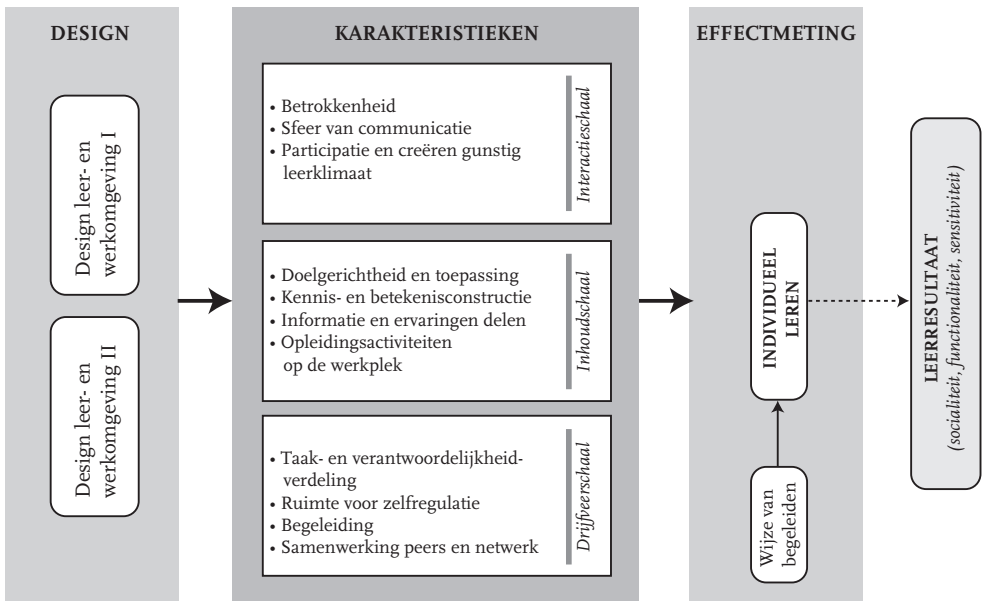 DESIGN
Design leer- en
werkomgeving I
Design leer- en
werkomgeving II
KARAKTERISTIEKEN
• Betrokkenheid
• Sfeer van communicatie
• Participatie en creëren gunstig
leerklimaat
Interactieschaal
• Doelgerichtheid en toepassing
• Kennis- en betekenisconstructie
• Informatie en ervaringen delen
• Opleidingsactiviteiten
op de werkplek
Inhoudschaal
• Taak- en verantwoordelijkheid-
verdeling
• Ruimte voor zelfregulatie
• Begeleiding
• Samenwerking peers en netwerk
Drijfveerschaal
EFFECTMETING
INDIVIDUEEL
LEREN
Wijze van
begeleiden
LEERRESULTAAT
(socialiteit, functionaliteit, sensitiviteit)